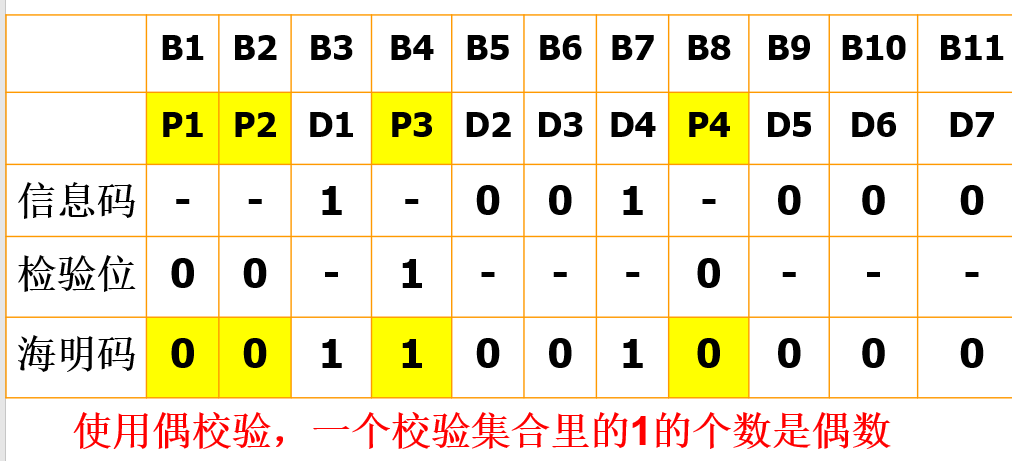 B1 B2 B3 B4 B5 B6 B7 B8 B9 B10 B11
P1 P2 D1 P3 D2 D3 D4 P4 D5 D6 D7
信息码 - - 1 - 0 0 1 - 0 0 0
检验位 0 0 - 1 - - - 0 - - -
海明码 0 0 1 1 0 0 1 0 0 0 0
使用偶校验，一个校验集合里的1的个数是偶数